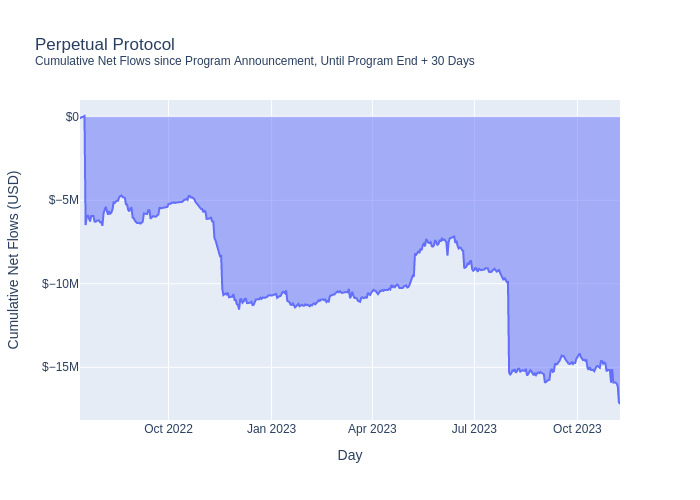 Perpetual Protocol
Cumulative Net Flows since Program Announcement, Until Program End + 30 Days
Cumulative Net Flows (USD)
$0
$−5M
$−10M
$−15M
Oct 2022
Jan 2023
Apr 2023
Jul 2023
Oct 2023
Day